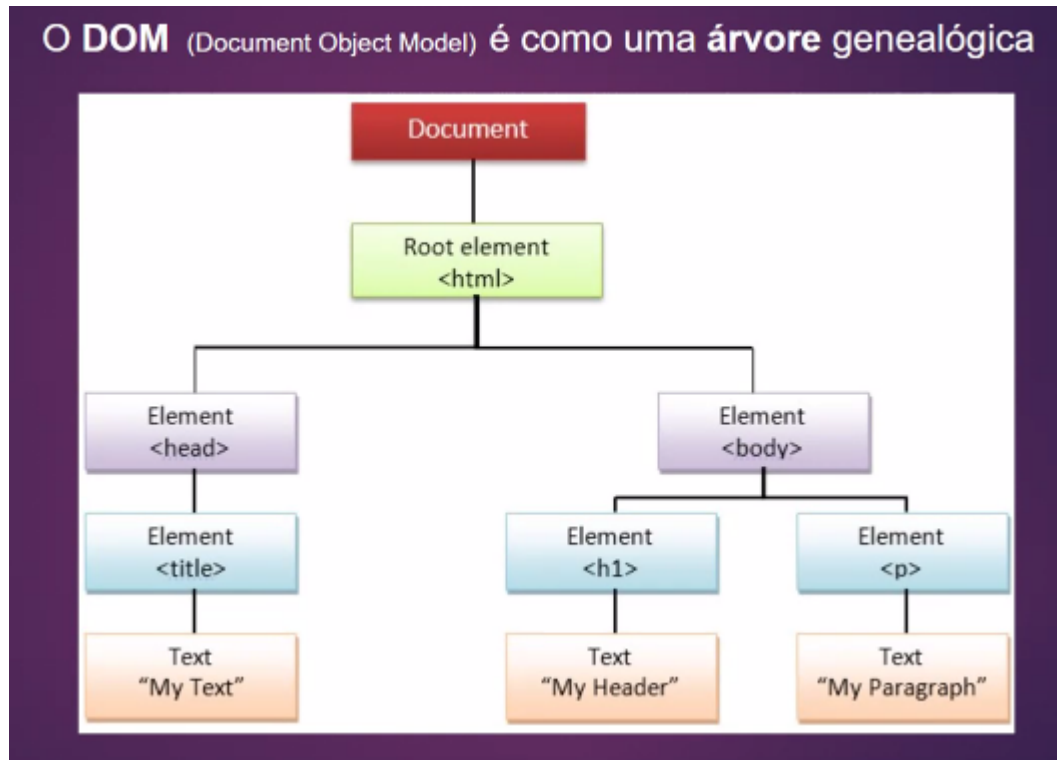 O DOM (Document Object Model) é como uma árvore genealógica
Document
Root element
<html>
Element
<head>
Element
<body>
Element
<title>
Element
<h1>
Element
<p>
Text
“My Text”
Text
“My Header”
Text
“My Paragraph”